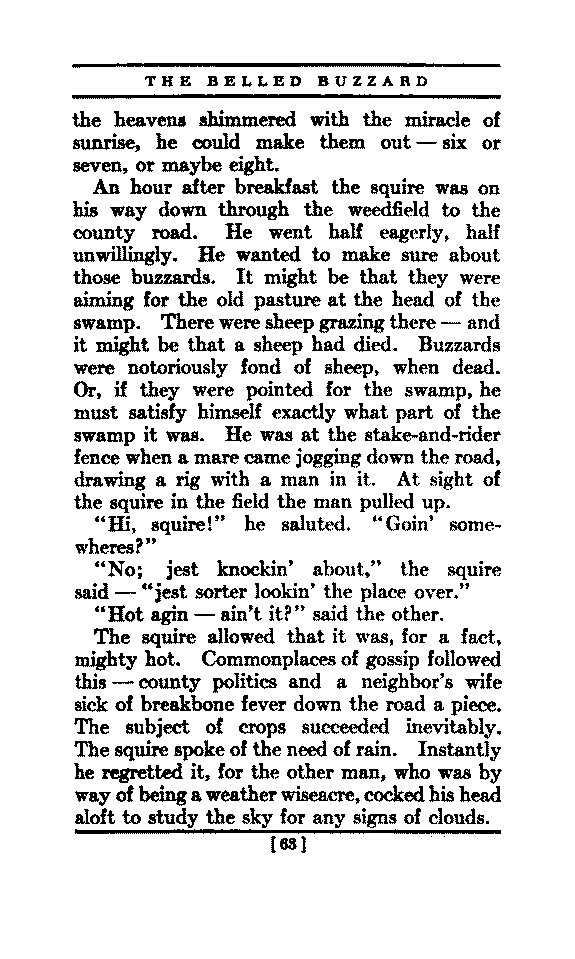 THE BELLED BUZZARD
the heavens shimmered with the miracle of
sunrise, he could make them out — six or
seven, or maybe eight.
An hour after breakfast the squire was on
his way down through the weedfield to the
county road. He went half eagerly, half
unwillingly. He wanted to make sure about
those buzzards. It might be that they were
aiming for the old pasture at the head of the
swamp. There were sheep grazing there — and
it might be that a sheep had died. Buzzards
were notoriously fond of sheep, when dead.
Or, if they were pointed for the swamp, he
must satisfy himself exactly what part of the
swamp it was. He was at the stake-and-rider
fence when a mare came jogging down the road,
drawing a rig with a man in it. At sight of
the squire in the field the man pulled up.
"Hi, squire!" he saluted. "Goin' some-
wheres?"
"No; jest knockin' about," the squire
said — "jest sorter lookin' the place over."
"Hot agin — ain't it?" said the other.
The squire allowed that it was, for a fact,
mighty hot. Commonplaces of gossip followed
this — county politics and a neighbor's wife
sick of breakbone fever down the road a piece.
The subject of crops succeeded inevitably.
The squire spoke of the need of rain. Instantly
he regretted it, for the other man, who was by
way of being a weather wiseacre, cocked his head
aloft to study the sky for any signs of clouds.
[63]